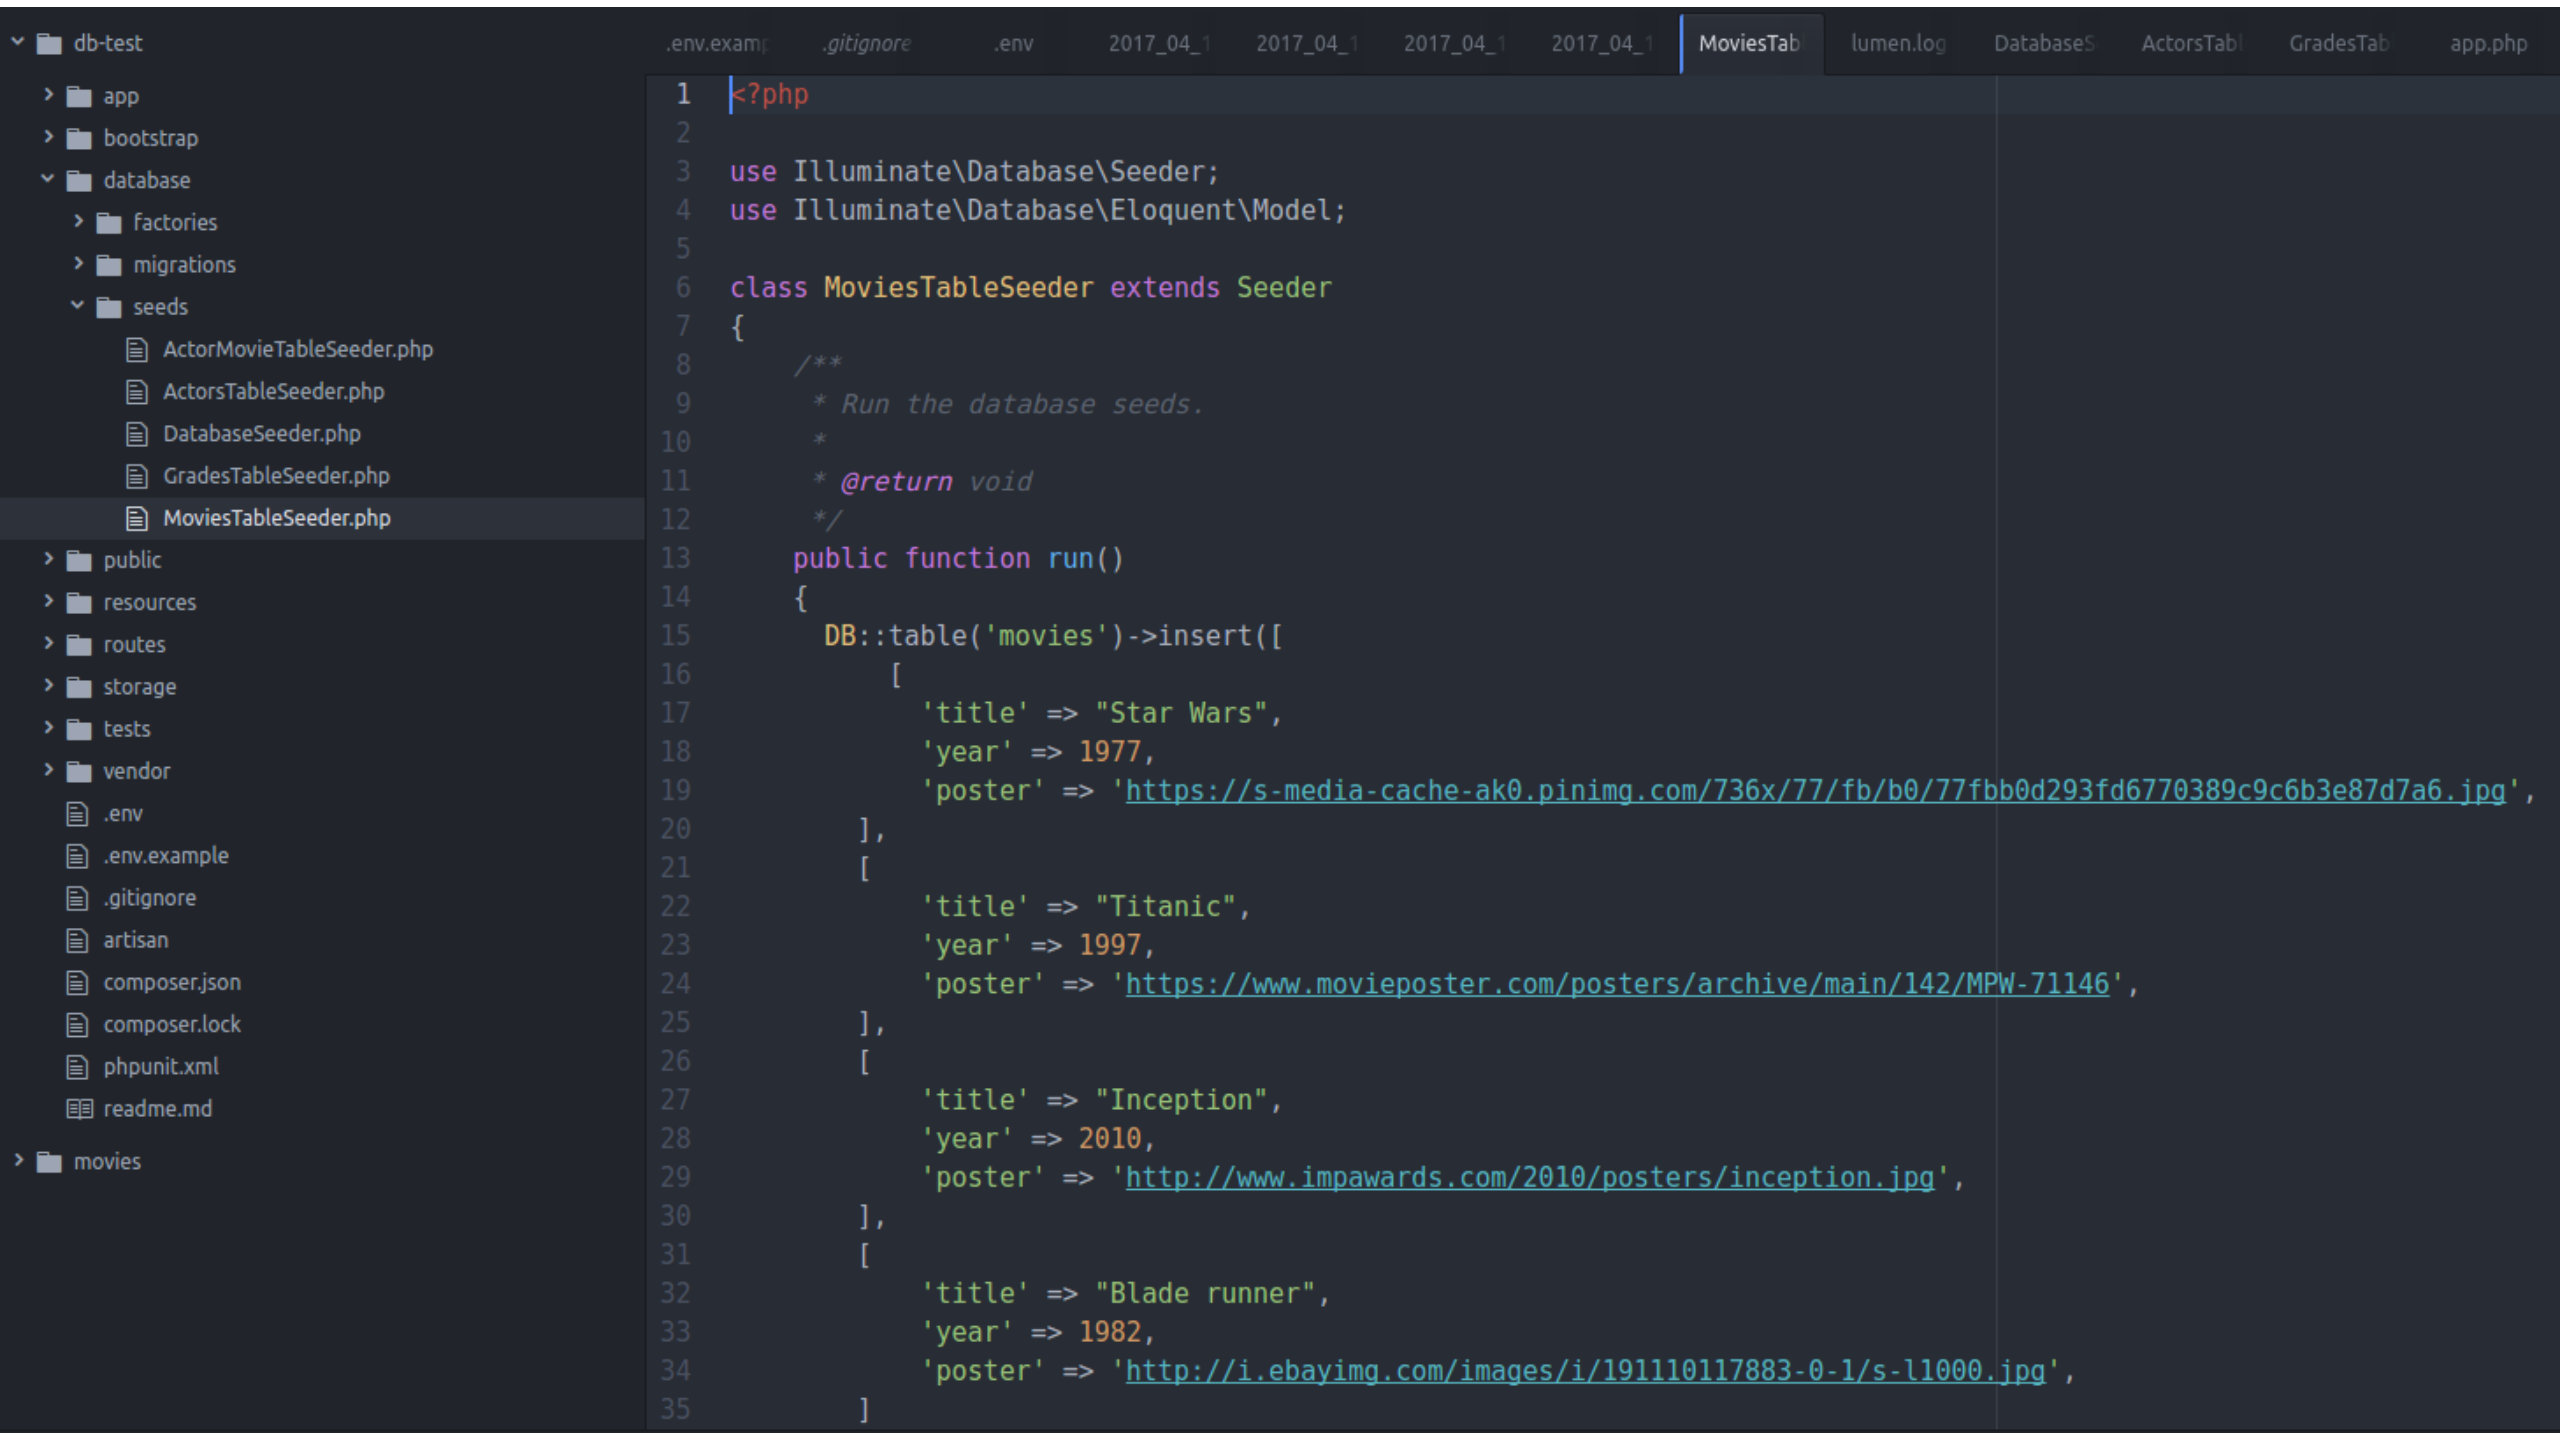 db-test
app
bootstrap
database
factories
migrations
seeds
ActorMovieTableSeeder.php
ActorsTableSeeder.php
DatabaseSeeder.php
GradesTableSeeder.php
MoviesTableSeeder.php
public
resources
routes
storage
tests
vendor
.env
.env.example
.gitignore
artisan
composer.json
composer.lock
phpunit.xml
readme.md
movies
.env.examp .gitignore .env 2017_04_1 2017_04_1 2017_04_1 2017_04_1 MoviesTab lumen.log DatabaseS ActorsTabl GradesTab app.php
1 <?php
2
3 use Illuminate\Database\Seeder;
4 use Illuminate\Database\Eloquent\Model;
5
6 class MoviesTableSeeder extends Seeder
7 {
8 /**
9 * Run the database seeds.
10 *
11 * @return void
12 */
13 public function run()
14 {
15 DB::table('movies')->insert([
16 [
17 'title' => "Star Wars",
18 'year' => 1977,
19 'poster' => 'https://s-media-cache-ak0.pinimg.com/736x/77/fb/b0/77fbb0d293fd6770389c9c6b3e87d7a6.jpg',
20 ],
21 [
22 'title' => "Titanic",
23 'year' => 1997,
24 'poster' => 'https://www.movieposter.com/posters/archive/main/142/MPW-71146',
25 ],
26 [
27 'title' => "Inception",
28 'year' => 2010,
29 'poster' => 'http://www.impawards.com/2010/posters/inception.jpg',
30 ],
31 [
32 'title' => "Blade runner",
33 'year' => 1982,
34 'poster' => 'http://i.ebayimg.com/images/i/191110117883-0-1/s-l1000.jpg',
35 ]